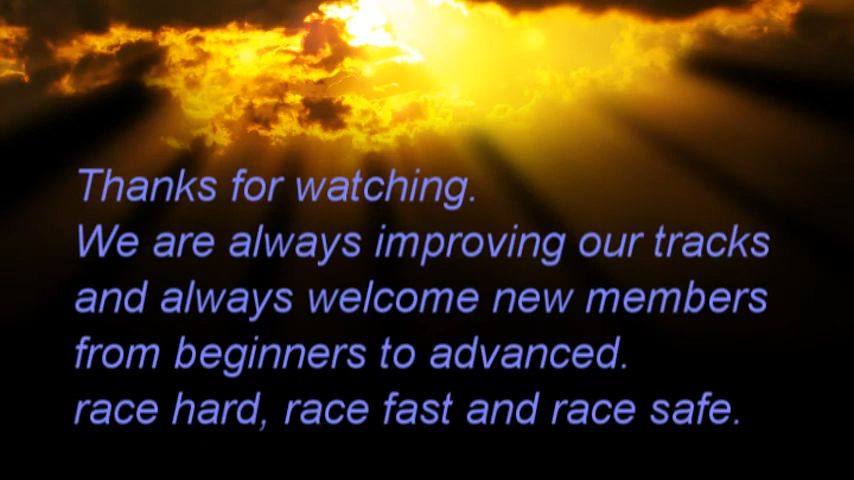 Thanks for watching.
We are always improving our tracks
and always welcome new members
from beginners to advanced.
race hard, race fast and race safe.